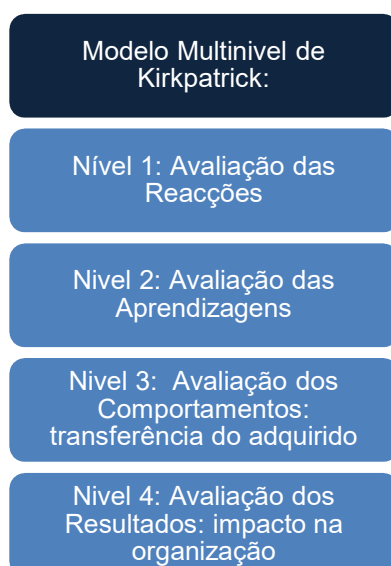 Modelo Multinivel de
Kirkpatrick:
Nível 1: Avaliação das
Reacções
Nivel 2: Avaliação das
Aprendizagens
Nivel 3:  Avaliação dos
Comportamentos:
transferência do adquirido
Nivel 4: Avaliação dos
Resultados: impacto na
organização